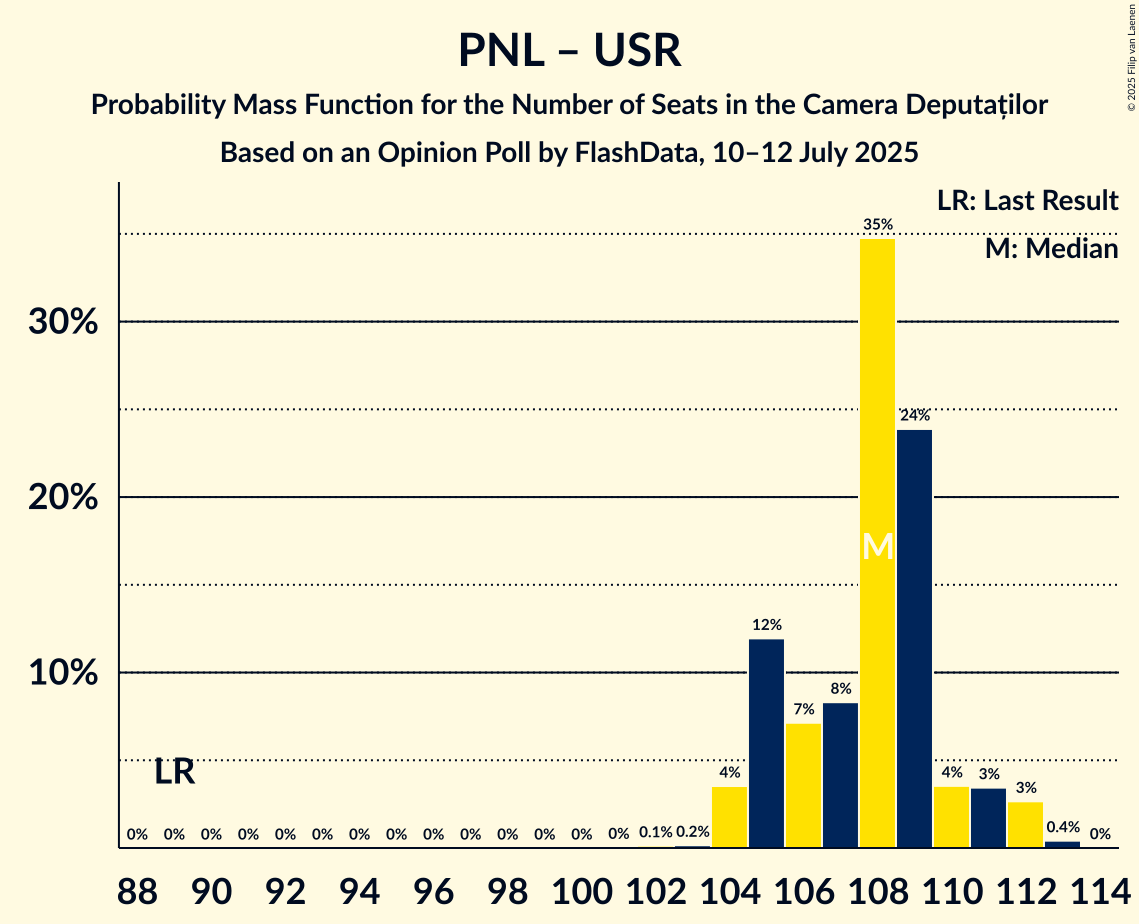 PNL – USR
Probability Mass Function for the Number of Seats in the Camera Deputaților
Based on an Opinion Poll by FlashData, 10–12 July 2025
© 2025 Filip van Laenen
LR: Last Result
M: Median
30%
20%
10%
LR
M
0% 0% 0% 0% 0% 0% 0% 0% 0% 0% 0% 0% 0% 0% 0.1% 0.2% 4% 12% 7% 8% 35% 24% 4% 3% 3% 0.4% 0%
88 90 92 94 96 98 100 102 104 106 108 110 112 114